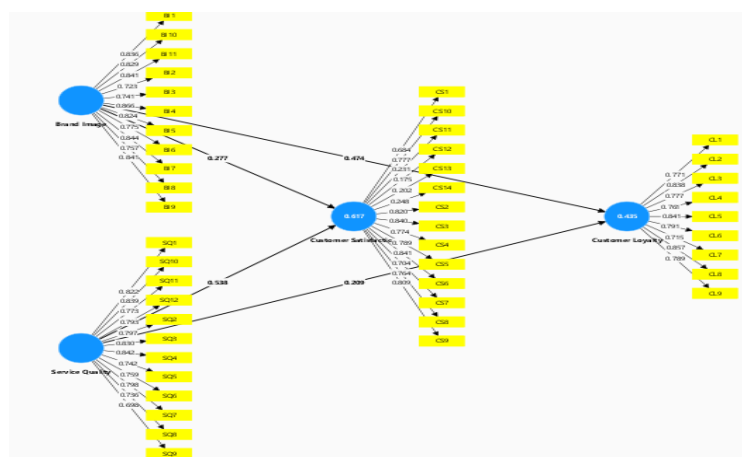 BI1
BI10
BI11
BI2
BI3
BI4
BI5
BI6
BI7
BI8
BI9
0.836
0.829
0.841
0.723
0.741
0.866
0.824
0.775
0.844
0.757
0.841
Brand Image
0.277
0.474
SQ1
SQ10
SQ11
SQ12
SQ2
SQ3
SQ4
SQ5
SQ6
SQ7
SQ8
SQ9
0.822
0.839
0.773
0.793
0.797
0.830
0.842
0.742
0.759
0.798
0.736
0.698
Service Quality
0.538
0.209
CS1
CS10
CS11
CS12
CS13
CS14
CS2
CS3
CS4
CS5
CS6
CS7
CS8
CS9
0.684
0.777
0.231
0.175
0.202
0.248
0.820
0.840
0.774
0.789
0.841
0.704
0.764
0.809
0.617
Customer
CL1
CL2
CL3
CL4
CL5
CL6
CL7
CL8
CL9
0.771
0.838
0.777
0.761
0.841
0.791
0.715
0.857
0.789
0.435
Customer Loyalty